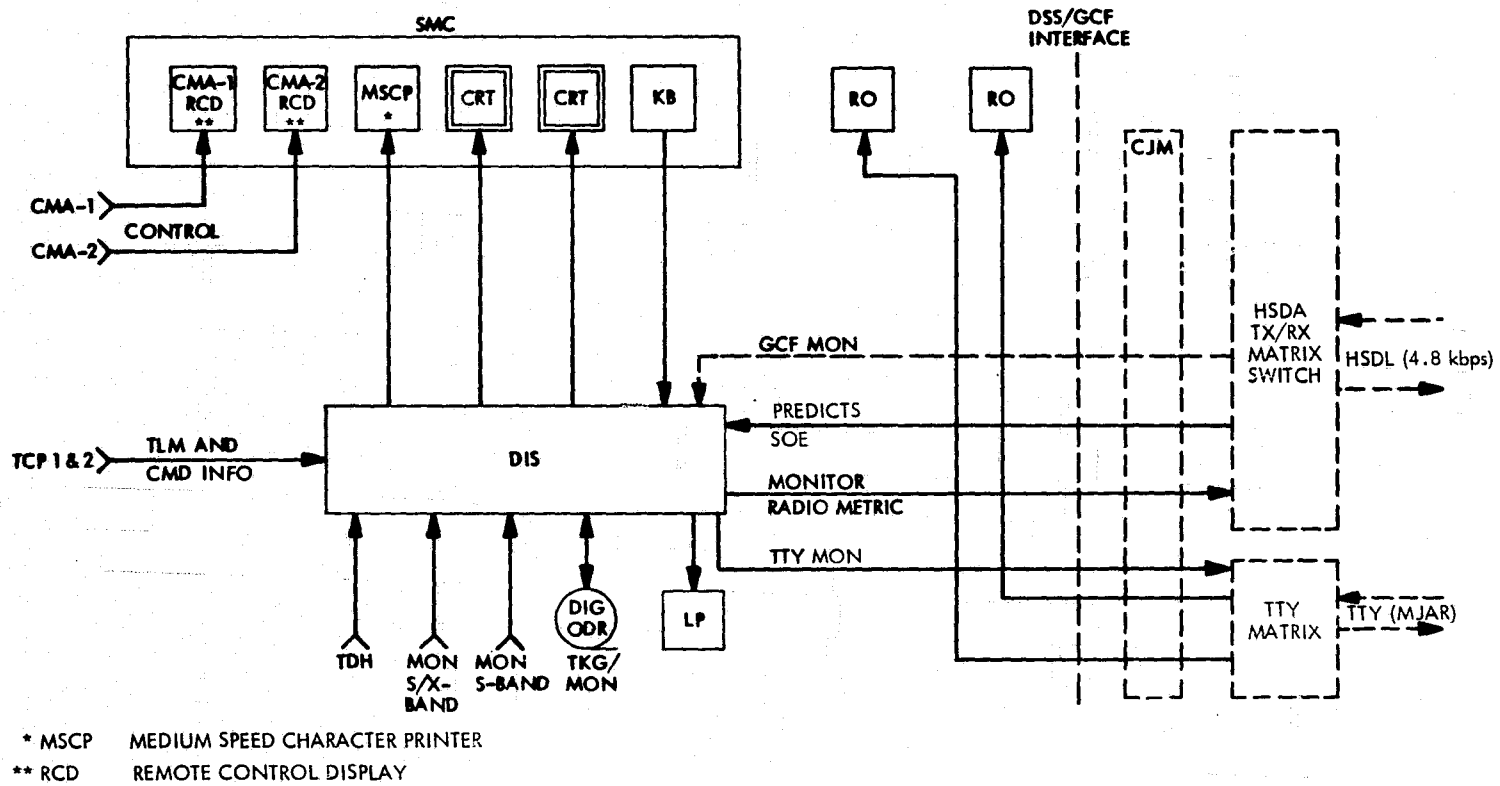 SMC
DSS/GCF
INTERFACE
CMA-1
RCD
**
CMA-2
RCD
**
MSCP
*
CRT
CRT
KB
RO
RO
CJM
CMA-1
CONTROL
CMA-2
HSDA
TX/RX
MATRIX
SWITCH
HSDL (4.8 kbps)
GCF MON
PREDICTS
SOE
TCP 1 & 2
TLM AND
CMD INFO
DIS
MONITOR
RADIO METRIC
TTY MON
TTY
MATRIX
TTY (MJAR)
DIG
ODR
LP
TDH
MON
S/X-
BAND
MON
S-BAND
TKG/
MON
* MSCP MEDIUM SPEED CHARACTER PRINTER
** RCD REMOTE CONTROL DISPLAY